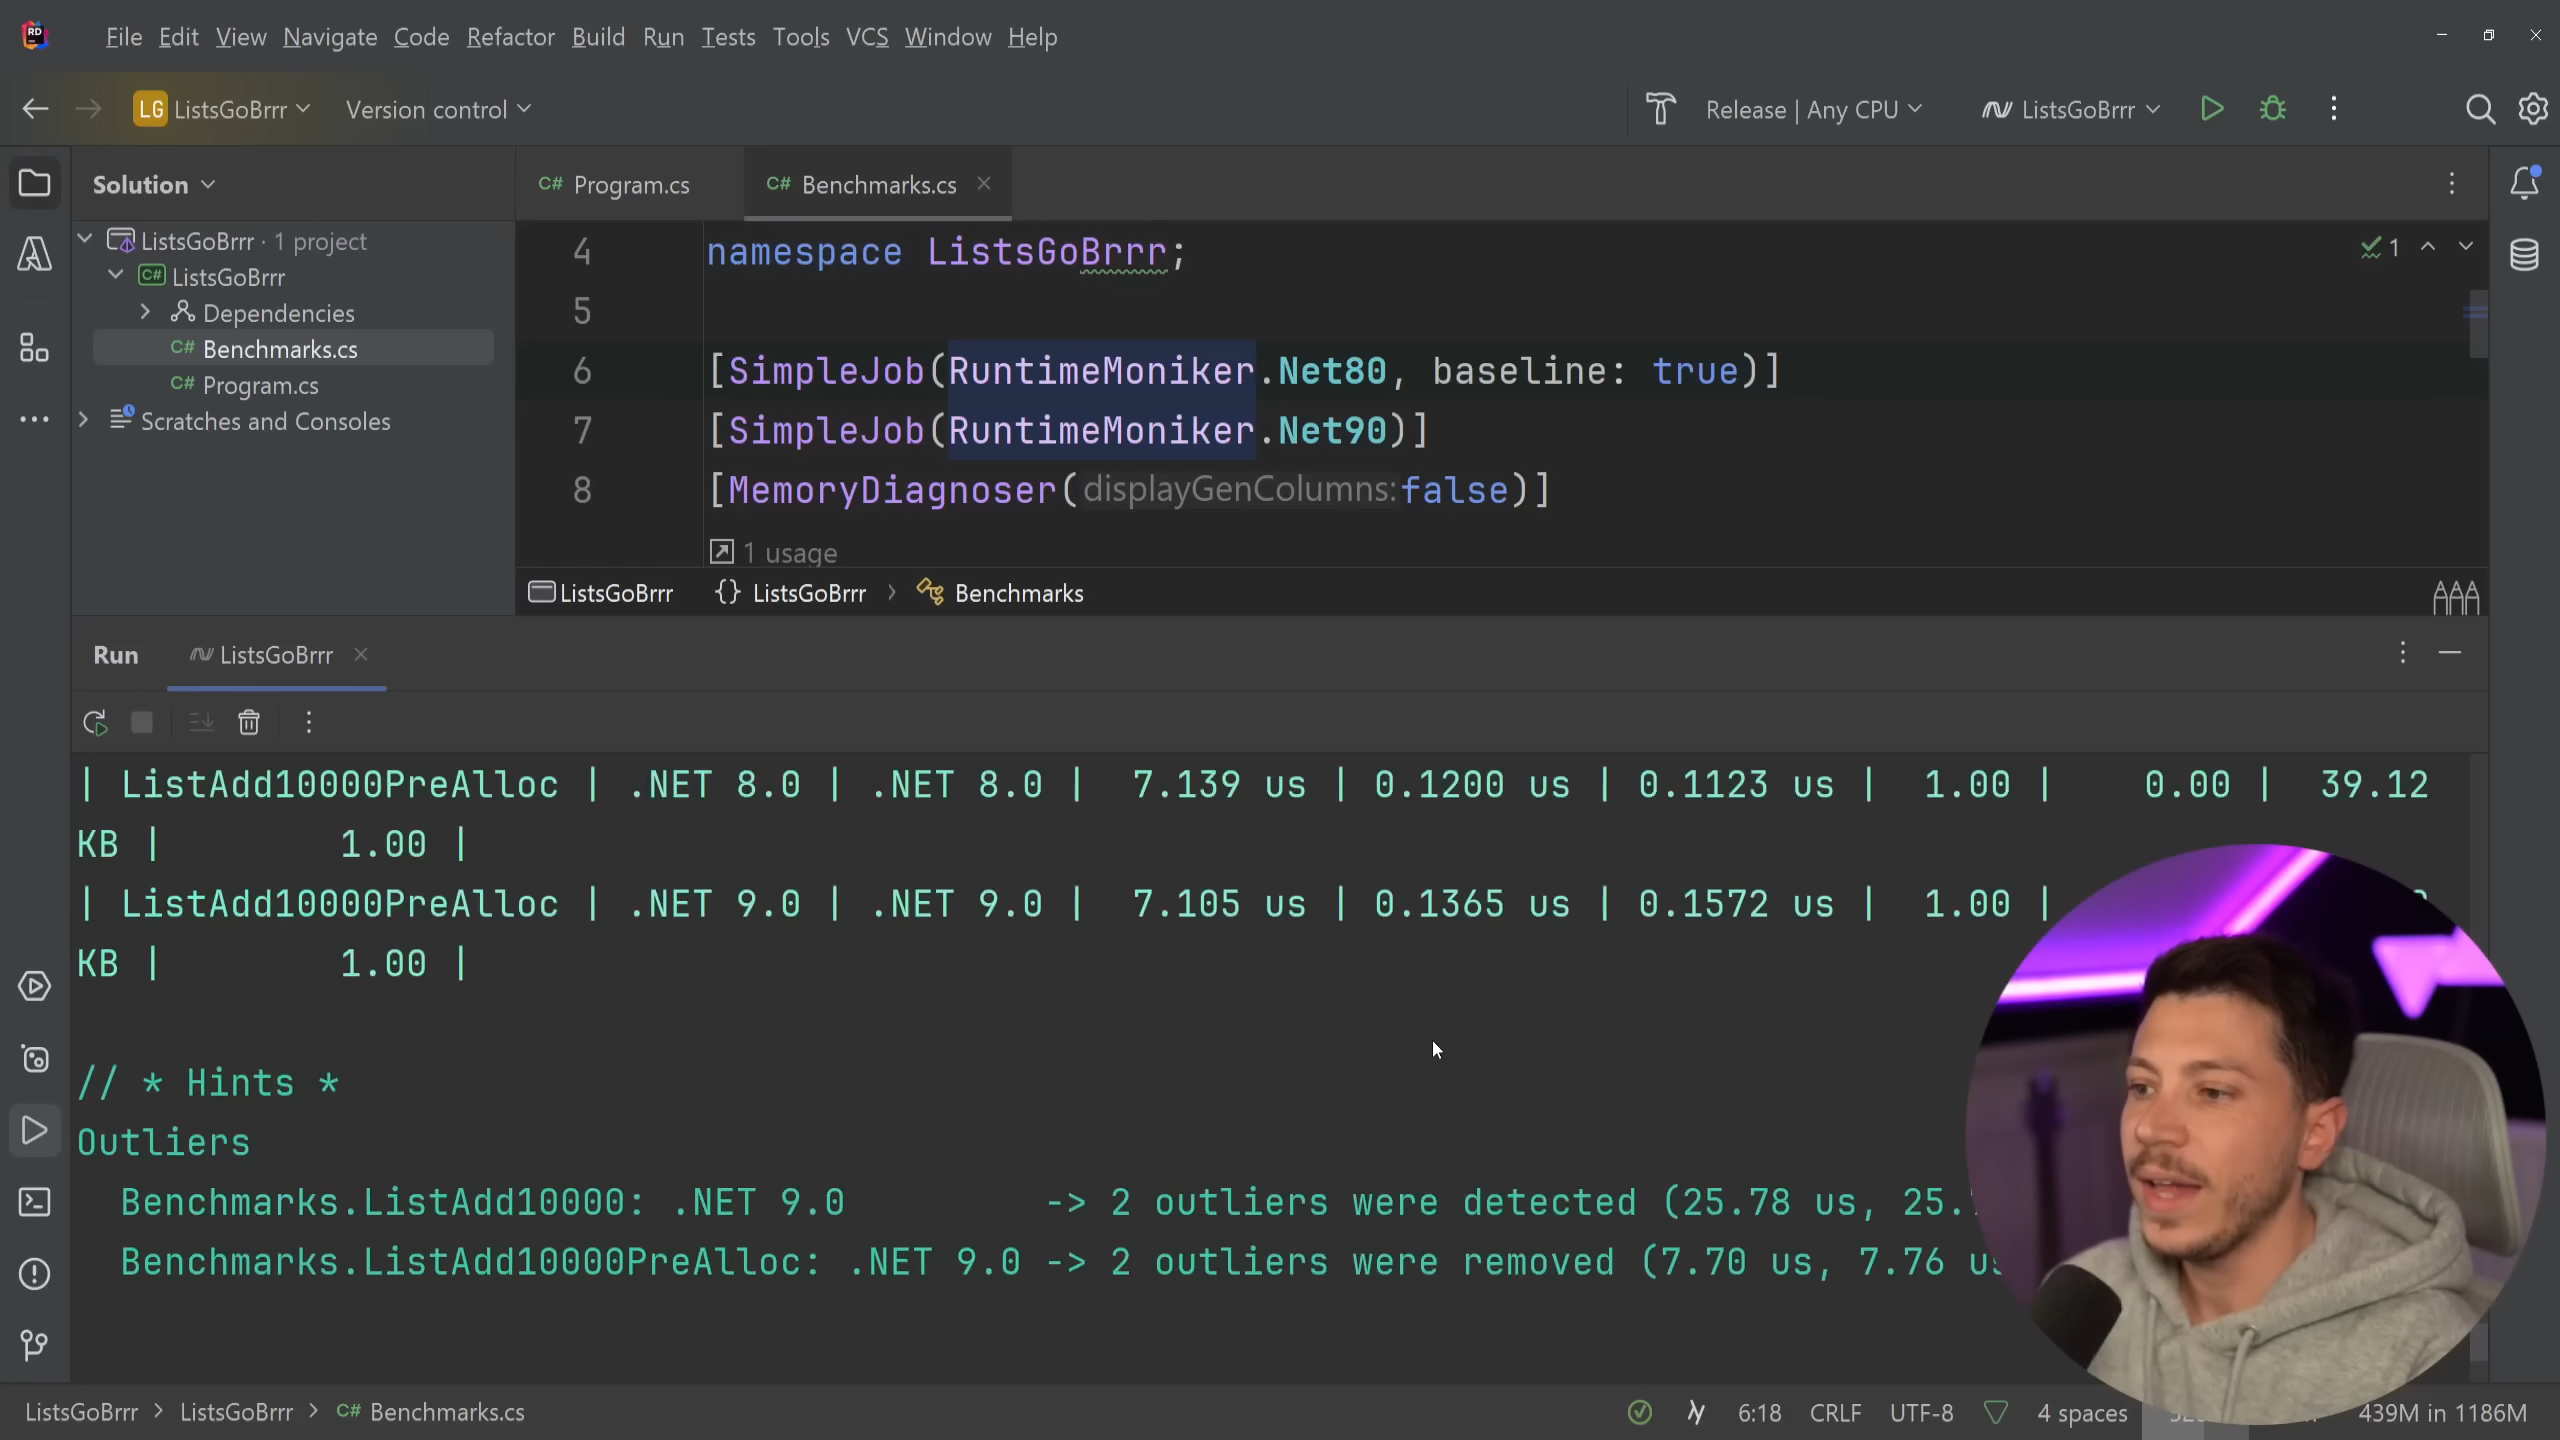 RD File Edit View Navigate Code Refactor Build Run Tests Tools VCS Window Help
LG ListsGoBrrr Version control Release | Any CPU ListsGoBrrr
Solution
C# Program.cs C# Benchmarks.cs
ListsGoBrrr · 1 project
C# ListsGoBrrr
Dependencies
C# Benchmarks.cs
C# Program.cs
Scratches and Consoles
4 namespace ListsGoBrrr;
1
5
6 [SimpleJob(RuntimeMoniker.Net80, baseline: true)]
7 [SimpleJob(RuntimeMoniker.Net90)]
8 [MemoryDiagnoser(displayGenColumns:false)]
1 usage
ListsGoBrrr {} ListsGoBrrr > Benchmarks
Run ListsGoBrrr
| ListAdd10000PreAlloc | .NET 8.0 | .NET 8.0 | 7.139 us | 0.1200 us | 0.1123 us | 1.00 | 0.00 | 39.12
KB | 1.00 |
| ListAdd10000PreAlloc | .NET 9.0 | .NET 9.0 | 7.105 us | 0.1365 us | 0.1572 us | 1.00 |
KB | 1.00 |
// * Hints *
Outliers
Benchmarks.ListAdd10000: .NET 9.0 -> 2 outliers were detected (25.78 us, 25.
Benchmarks.ListAdd10000PreAlloc: .NET 9.0 -> 2 outliers were removed (7.70 us, 7.76 us
ListsGoBrrr > ListsGoBrrr > C# Benchmarks.cs 6:18 CRLF UTF-8 4 spaces 439M in 1186M